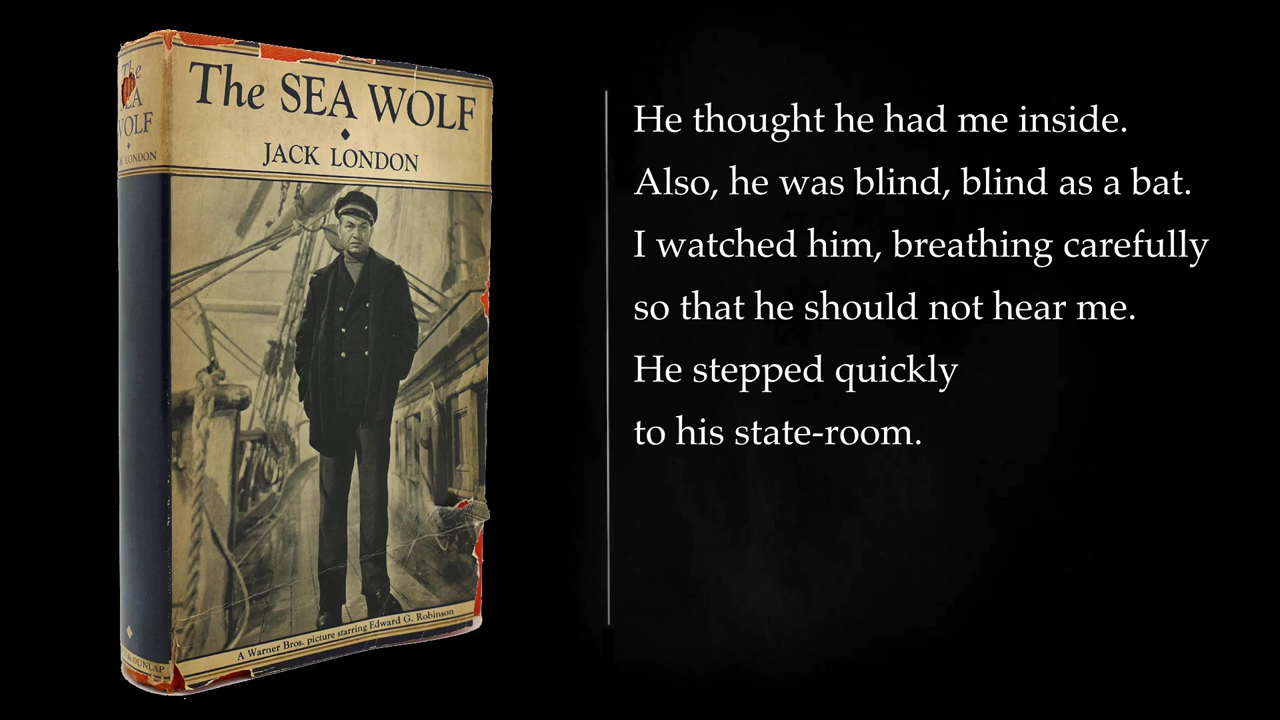 The
SEA
WOLF
JACK LONDON
& DUNLAP
The SEA WOLF
JACK LONDON
A Warner Bros. picture starring Edward G. Robinson
He thought he had me inside.
Also, he was blind, blind as a bat.
I watched him, breathing carefully
so that he should not hear me.
He stepped quickly
to his state-room.